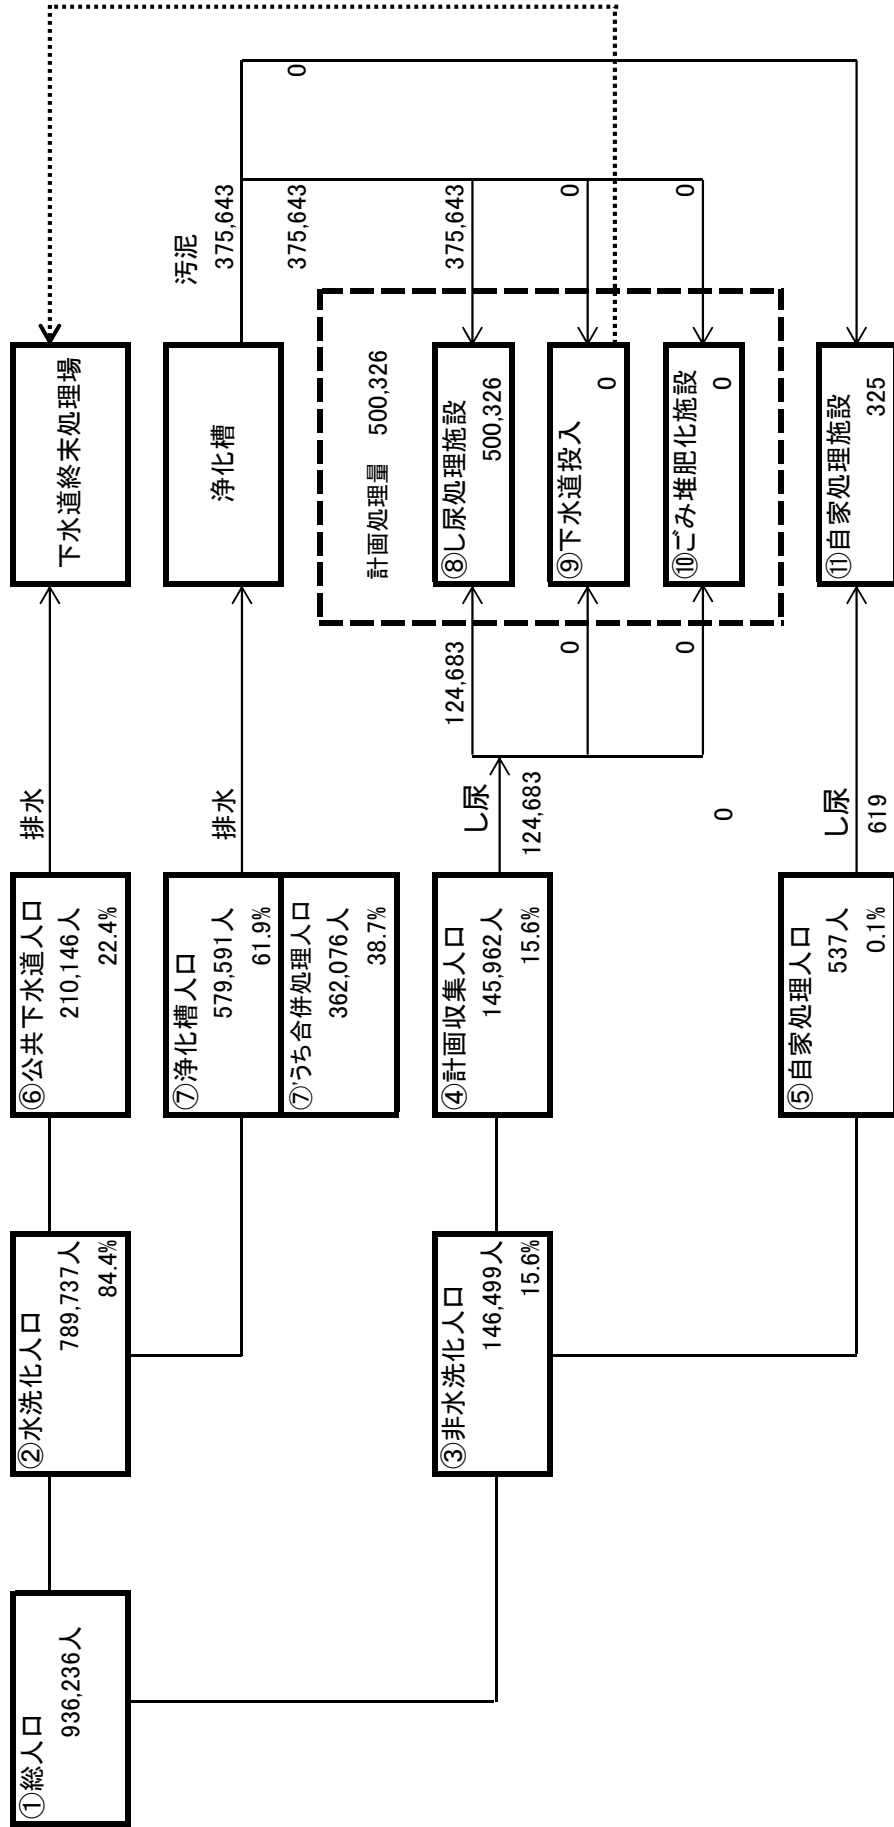 ①総人口
936,236人
②水洗化人口
789,737人
84.4%
③非水洗化人口
146,499人
15.6%
⑥公共下水道人口
210,146人
22.4%
⑦浄化槽人口
579,591人
61.9%
⑦'うち合併処理人口
362,076人
38.7%
④計画収集人口
145,962人
15.6%
⑤自家処理人口
537人
0.1%
排水
排水
し尿
124,683
124,683
0
0
0
し尿
619
下水道終末処理場
浄化槽
計画処理量 500,326
⑧し尿処理施設
500,326
⑨下水道投入
0
⑩ごみ堆肥化施設
0
⑪自家処理施設
325
汚泥
375,643
375,643
375,643
0
0
0